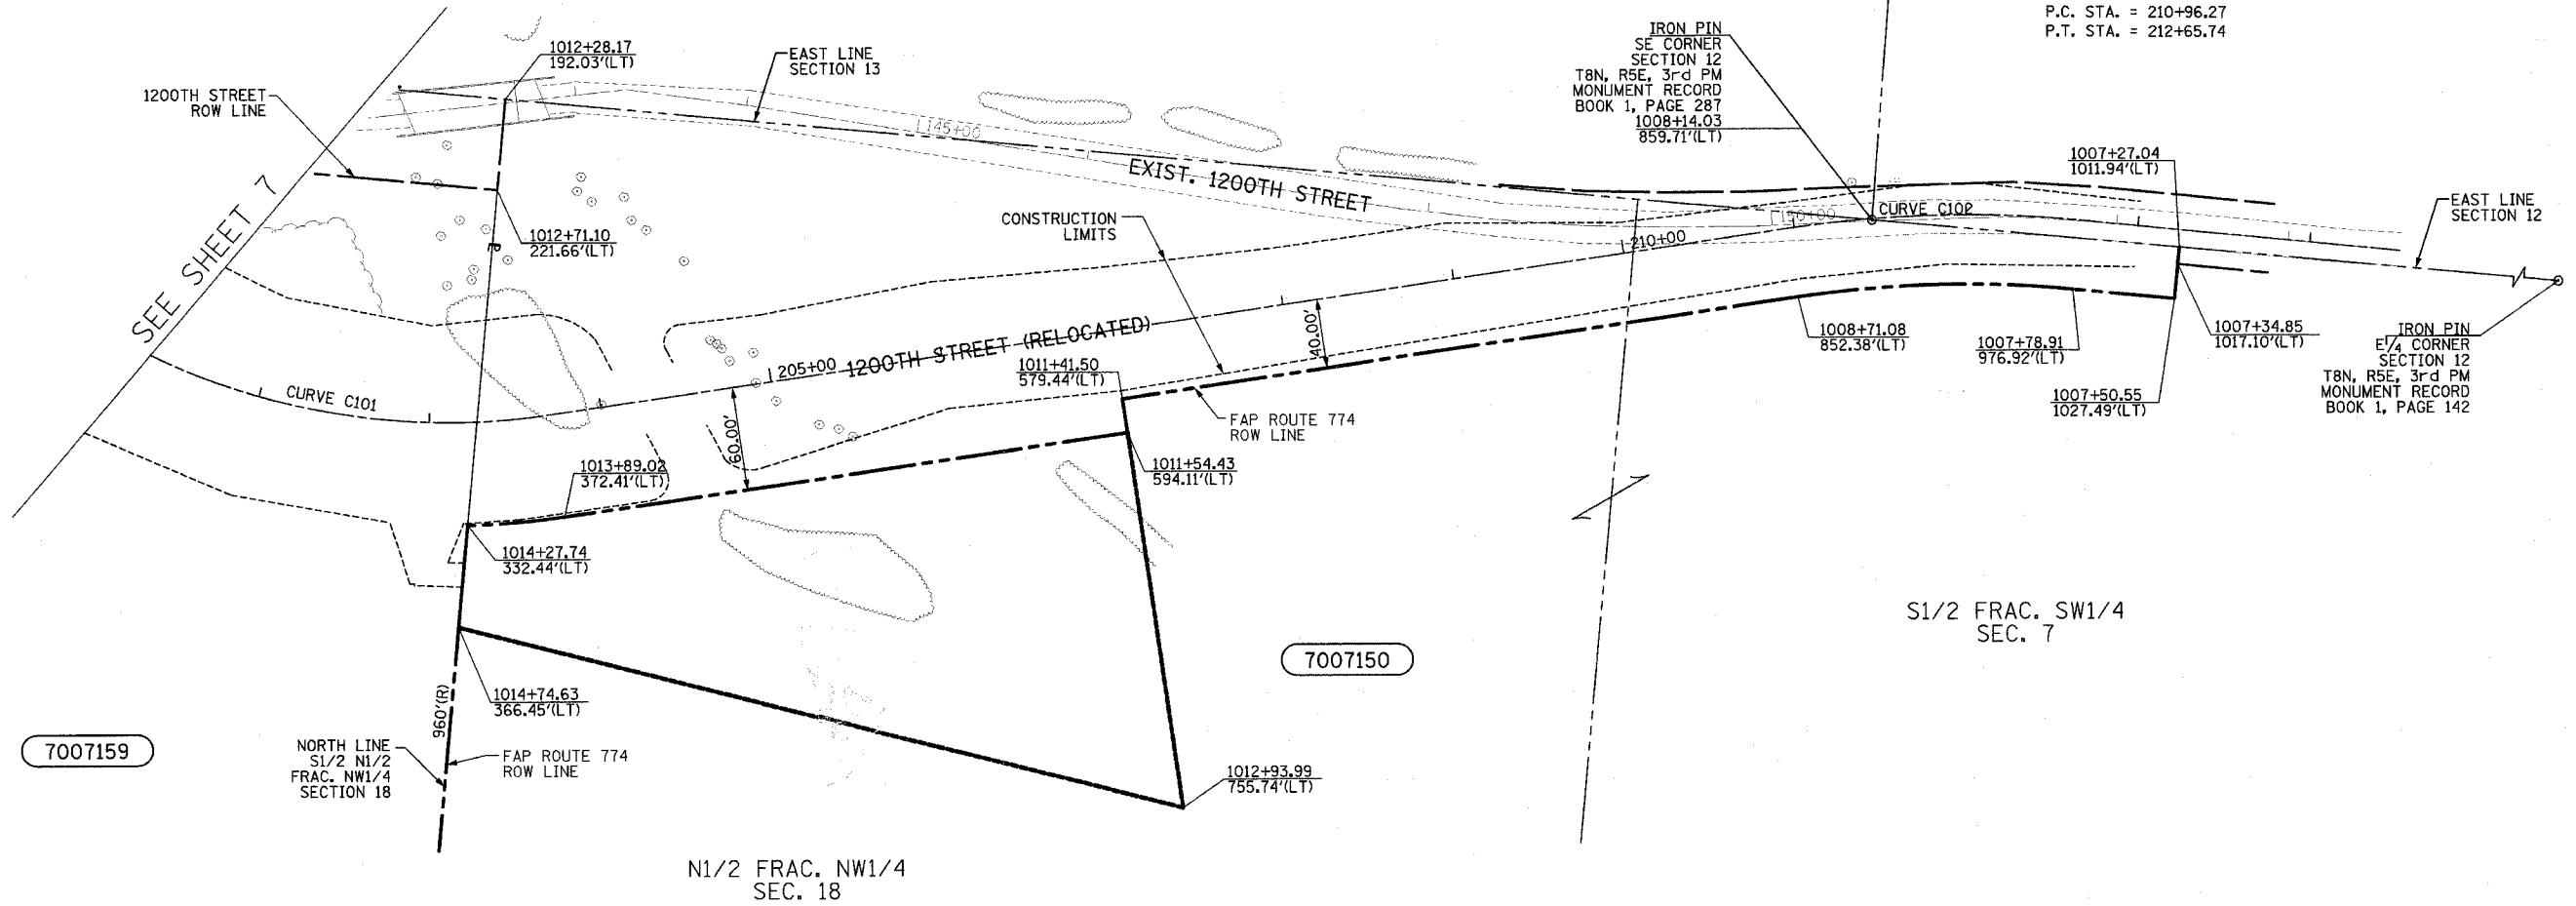 P.C. STA. = 210+96.27
P.T. STA. = 212+65.74
1012+28.17
192.03'(LT)
EAST LINE
SECTION 13
1200TH STREET
ROW LINE
IRON PIN
SE CORNER
SECTION 12
T8N, R5E, 3rd PM
MONUMENT RECORD
BOOK 1, PAGE 287
1008+14.03
859.71'(LT)
145+00
EXIST. 1200TH STREET
1007+27.04
1011.94'(LT)
EAST LINE
SECTION 12
SEE SHEET 7
1012+71.10
221.66'(LT)
CONSTRUCTION
LIMITS
150+00
CURVE C102
210+00
1200TH STREET (RELOCATED)
205+00
CURVE C101
40.00'
60.00'
1011+41.50
579.44'(LT)
1008+71.08
852.38'(LT)
1007+78.91
976.92'(LT)
1007+34.85
1017.10'(LT)
1007+50.55
1027.49'(LT)
IRON PIN
E1/4 CORNER
SECTION 12
T8N, R5E, 3rd PM
MONUMENT RECORD
BOOK 1, PAGE 142
FAP ROUTE 774
ROW LINE
1013+89.02
372.41'(LT)
1011+54.43
594.11'(LT)
1014+27.74
332.44'(LT)
S1/2 FRAC. SW1/4
SEC. 7
7007150
1014+74.63
366.45'(LT)
960'(R)
7007159
NORTH LINE
S1/2 N1/2
FRAC. NW1/4
SECTION 18
FAP ROUTE 774
ROW LINE
1012+93.99
755.74'(LT)
N1/2 FRAC. NW1/4
SEC. 18